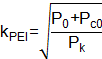 k_PEI = √((P_0+P_c0)/P_k)